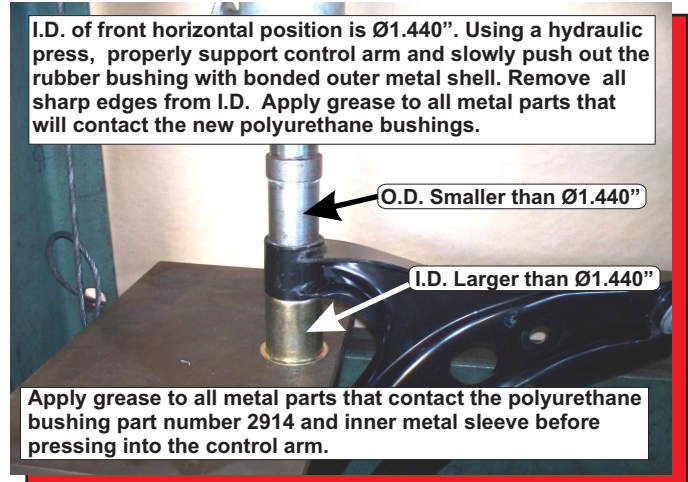 I.D. of front horizontal position is Ø1.440”. Using a hydraulic
press,  properly support control arm and slowly push out the
rubber bushing with bonded outer metal shell. Remove  all
sharp edges from I.D.  Apply grease to all metal parts that
will contact the new polyurethane bushings.
O.D. Smaller than Ø1.440”
I.D. Larger than Ø1.440”
Apply grease to all metal parts that contact the polyurethane
bushing part number 2914 and inner metal sleeve before
pressing into the control arm.